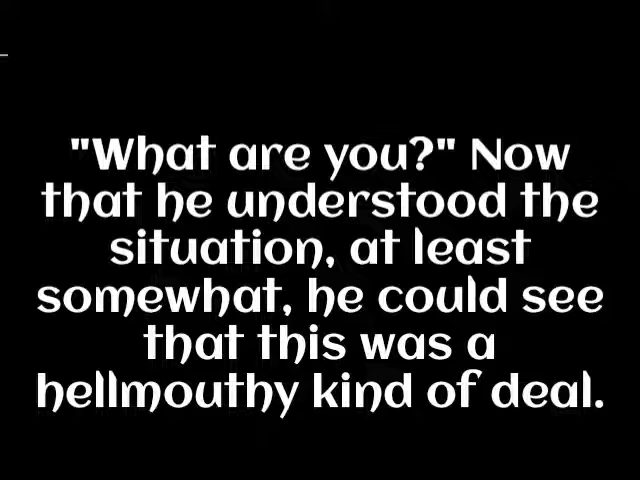 "What are you?" Now
that he understood the
situation, at least
somewhat, he could see
that this was a
hellmouthy kind of deal.